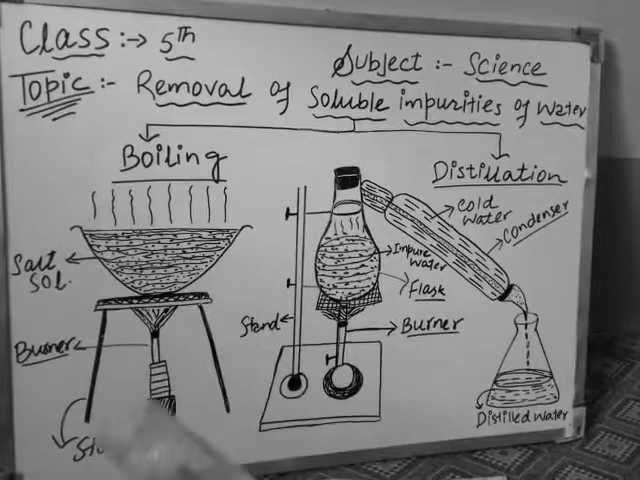 Class:→ 5th
Subject:- Science
Topic:- Removal of Soluble impurities of Water
Boiling
Distillation
Salt
Sol.
Burner
Cold
Water
Condenser
Impure
Water
Flask
Stand
Burner
Distilled Water